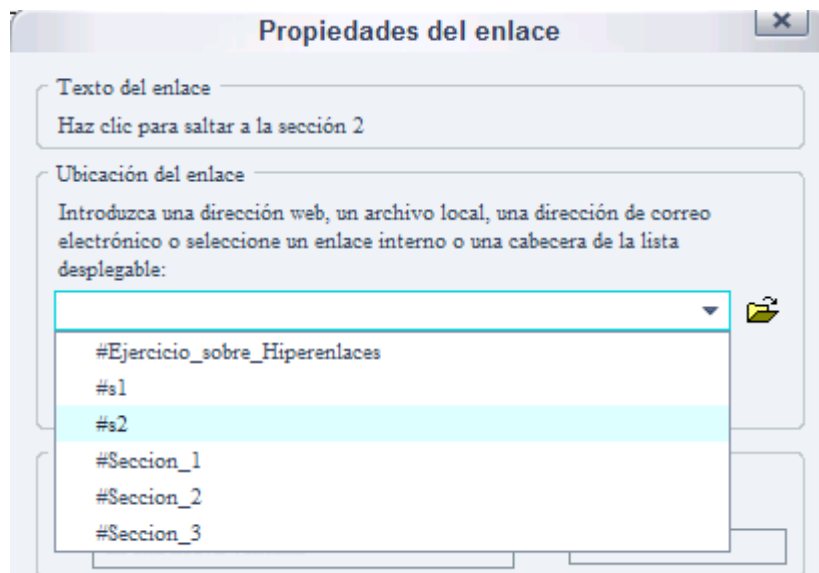 Propiedades del enlace
Texto del enlace
Haz clic para saltar a la sección 2
Ubicación del enlace
Introduzca una dirección web, un archivo local, una dirección de correo
electrónico o seleccione un enlace interno o una cabecera de la lista
desplegable:
#Ejercicio_sobre_Hiperenlaces
#s1
#s2
#Seccion_1
#Seccion_2
#Seccion_3